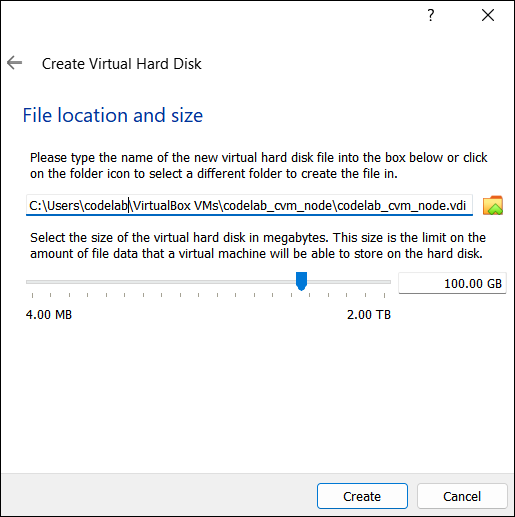 ?
Create Virtual Hard Disk
File location and size
Please type the name of the new virtual hard disk file into the box below or click
on the folder icon to select a different folder to create the file in.
C:\Users\codelab\VirtualBox VMs\codelab_cvm_node\codelab_cvm_node.vdi
Select the size of the virtual hard disk in megabytes. This size is the limit on the
amount of file data that a virtual machine will be able to store on the hard disk.
100.00 GB
4.00 MB 2.00 TB
Create Cancel